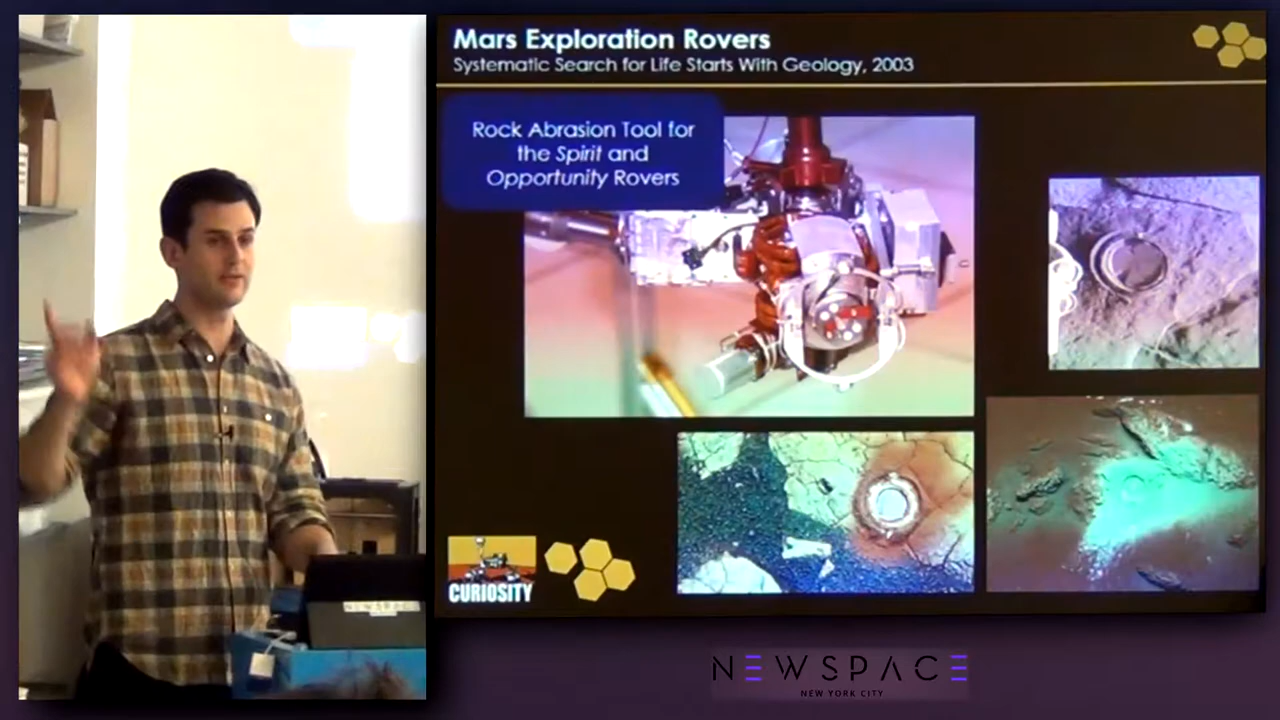 Mars Exploration Rovers
Systematic Search for Life Starts With Geology, 2003
Rock Abrasion Tool for
the Spirit and
Opportunity Rovers
CURIOSITY
NEWSPACE
NEWSPACE
NEW YORK CITY